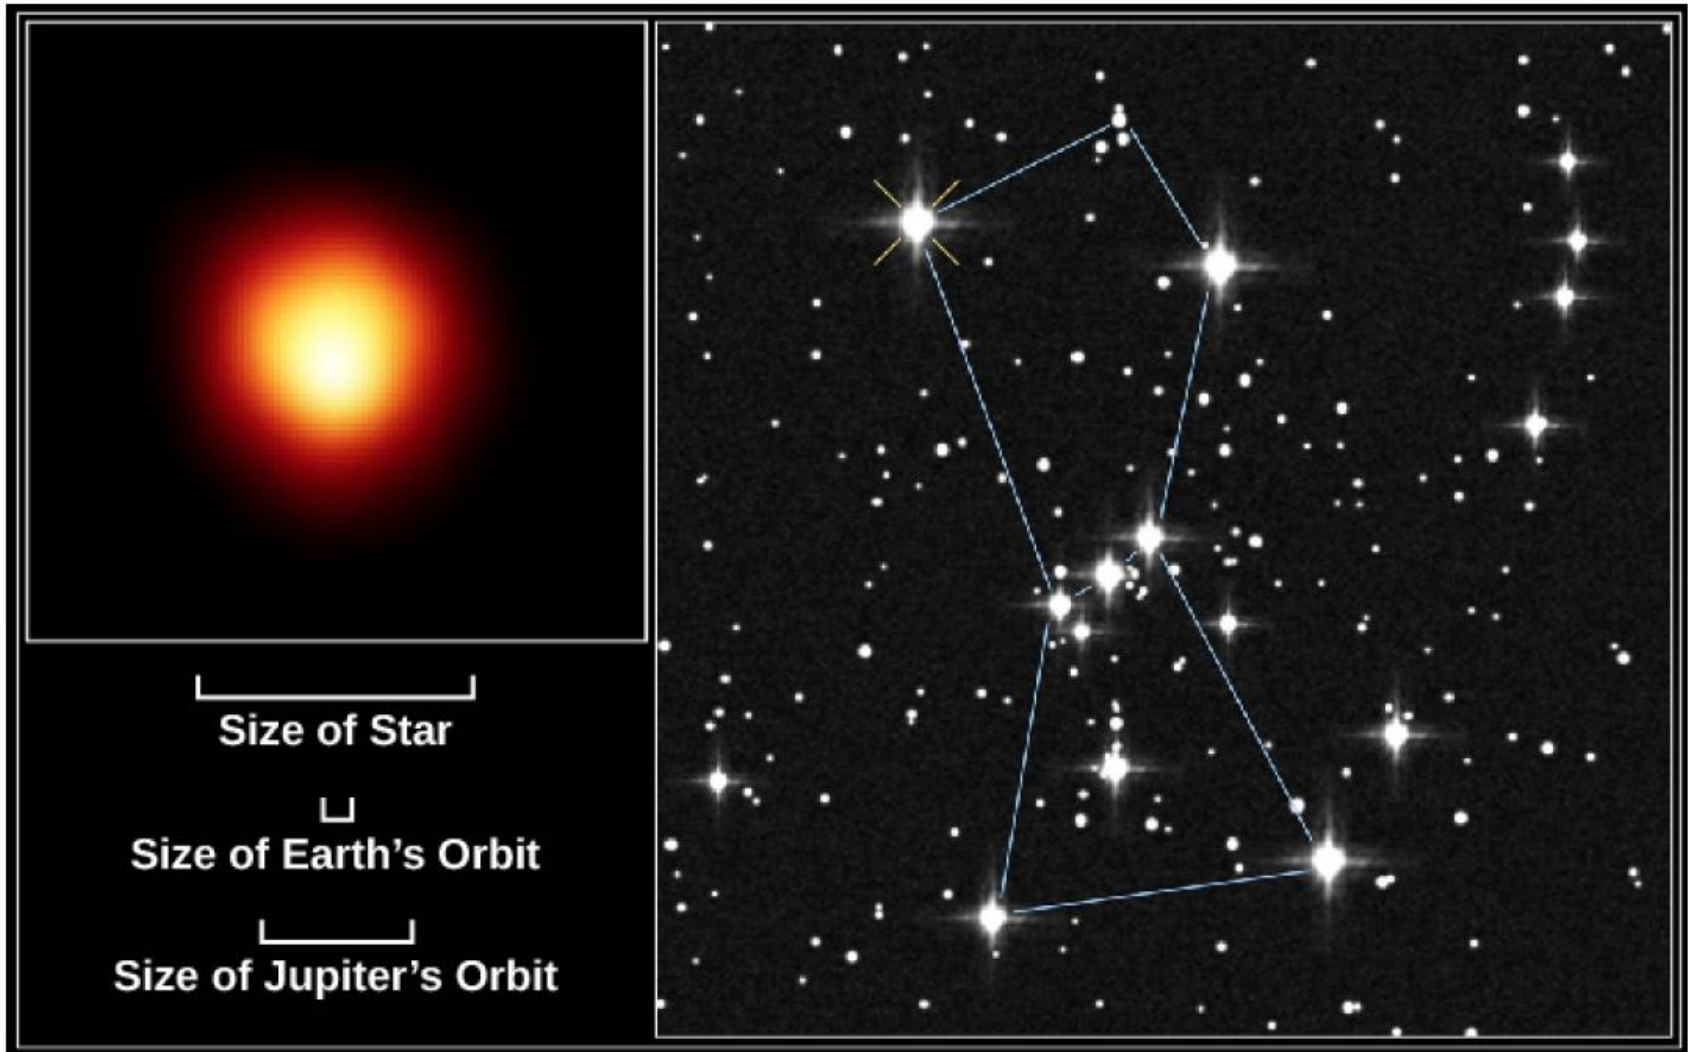 Size of Star
Size of Earth’s Orbit
Size of Jupiter’s Orbit